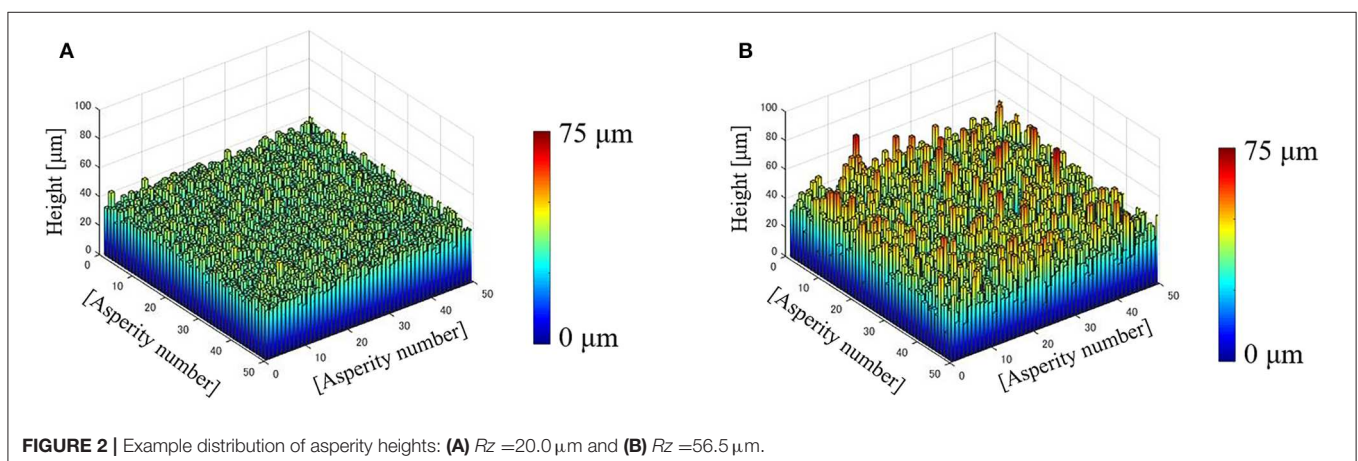 A
Height [µm]
100
80
60
40
20
0
0
10
20
30
40
50
[Asperity number]
0
10
20
30
40
50
[Asperity number]
75 µm
0 µm
B
Height [µm]
100
80
60
40
20
0
0
10
20
30
40
50
[Asperity number]
0
10
20
30
40
50
[Asperity number]
75 µm
0 µm
FIGURE 2 | Example distribution of asperity heights: (A) Rz =20.0 µm and (B) Rz =56.5 µm.